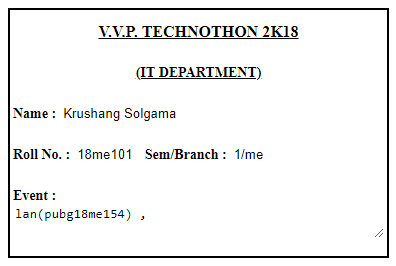 V.V.P. TECHNOTHON 2K18
(IT DEPARTMENT)
Name : Krushang Solgama
Roll No. : 18me101 Sem/Branch : 1/me
Event :
lan(pubg18me154) ,